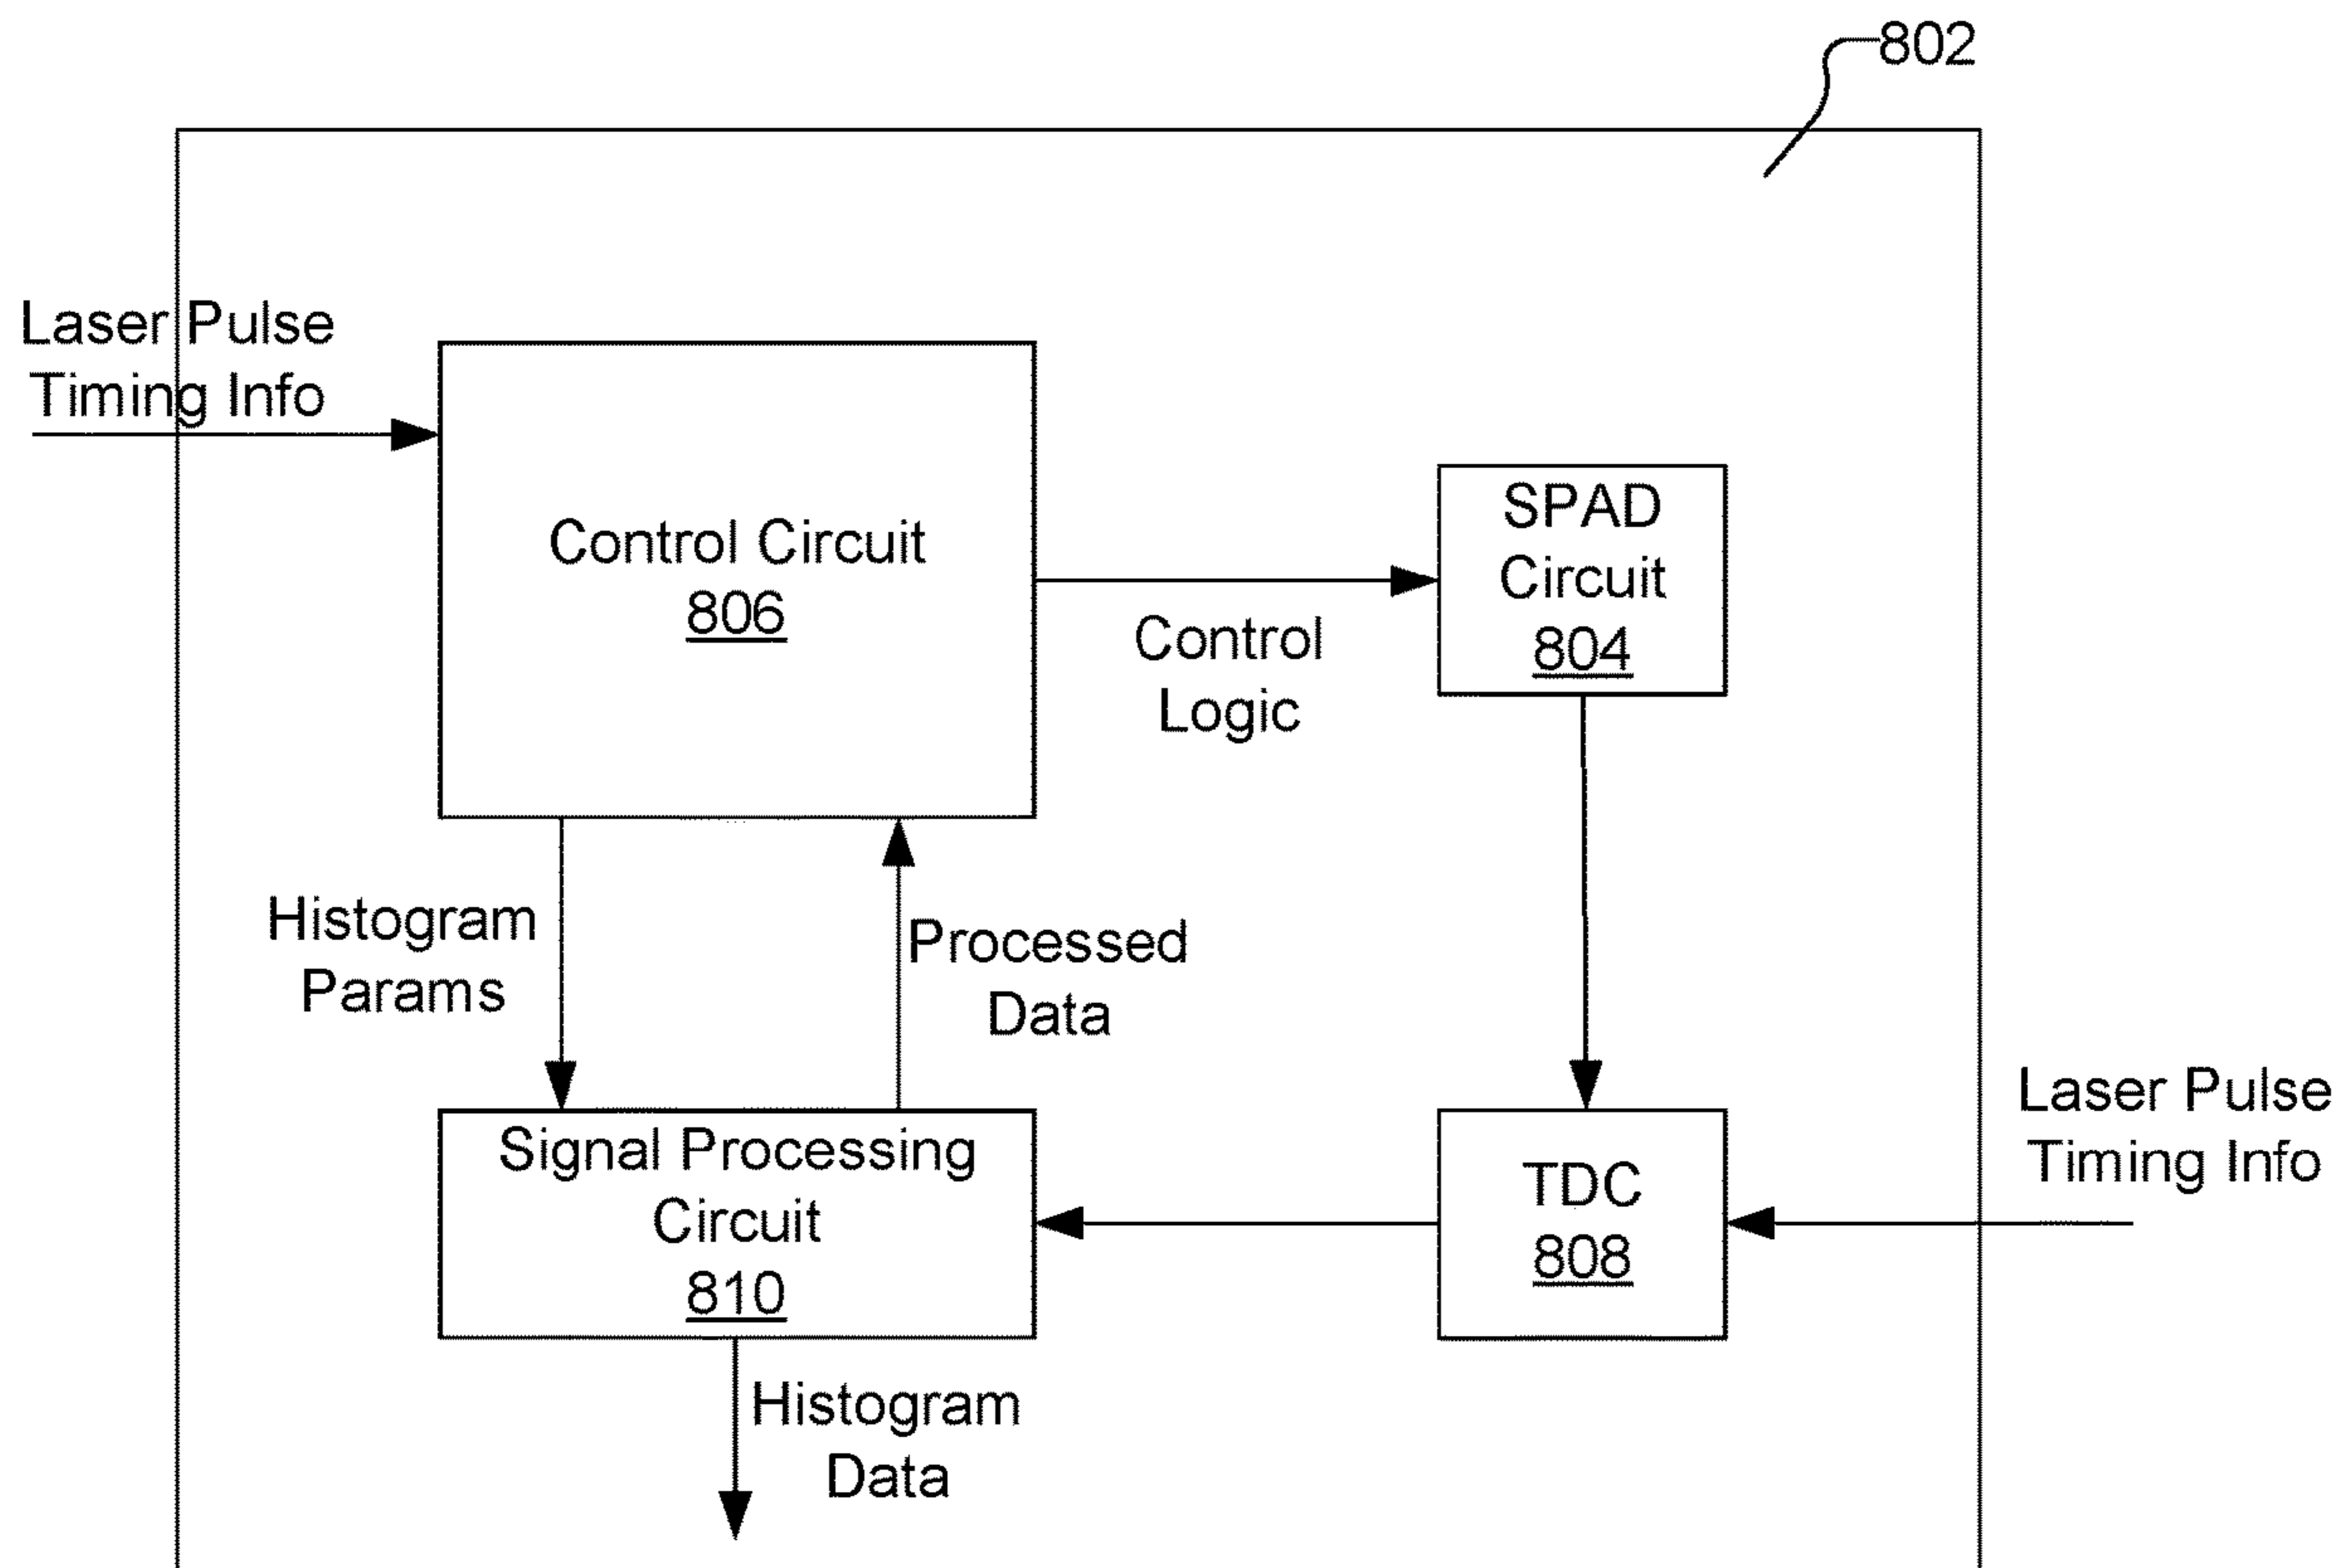 802
Laser Pulse
Timing Info
Control Circuit
806
SPAD
Circuit
804
Control
Logic
Histogram
Params
Processed
Data
Signal Processing
Circuit
810
TDC
808
Laser Pulse
Timing Info
Histogram
Data